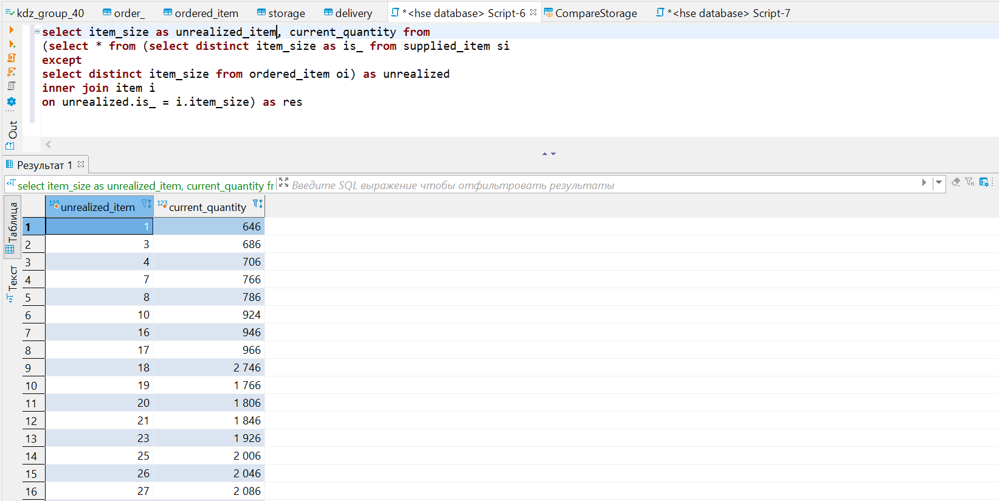 kdz_group_40 order_ ordered_item storage delivery *<hse database> Script-6 CompareStorage *<hse database> Script-7
select item_size as unrealized_item, current_quantity from
(select * from (select distinct item_size as is_ from supplied_item si
except
select distinct item_size from ordered_item oi) as unrealized
inner join item i
on unrealized.is_ = i.item_size) as res
Out
Результат 1
select item_size as unrealized_item, current_quantity fr Введите SQL выражение чтобы отфильтровать результаты
Таблица
Текст
123 unrealized_item 123 current_quantity
1 1 646
2 3 686
3 4 706
4 7 766
5 8 786
6 10 924
7 16 946
8 17 966
9 18 2 746
10 19 1 766
11 20 1 806
12 21 1 846
13 23 1 926
14 25 2 006
15 26 2 046
16 27 2 086